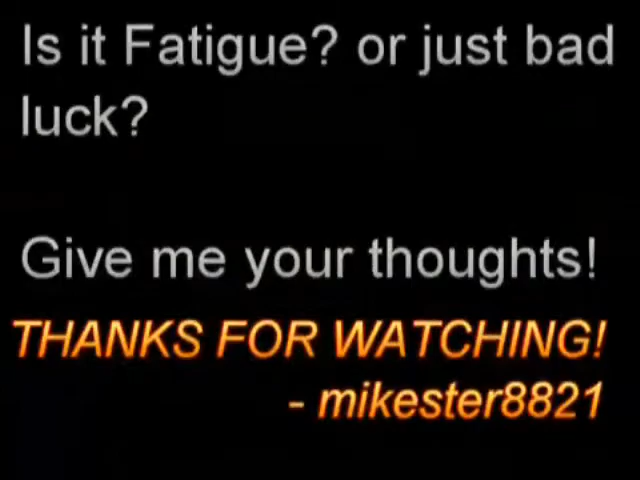 Is it Fatigue? or just bad
luck?
Give me your thoughts!
THANKS FOR WATCHING!
- mikester8821